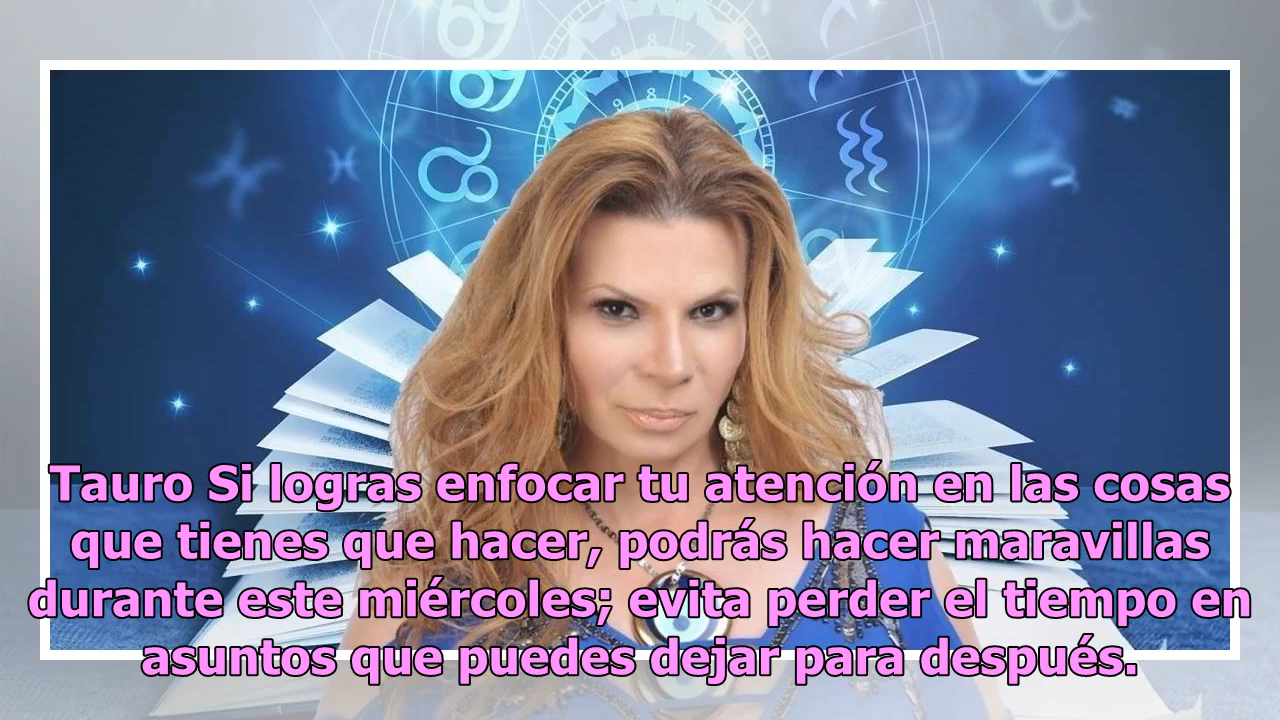 Tauro Si logras enfocar tu atención en las cosas
que tienes que hacer, podrás hacer maravillas
durante este miércoles; evita perder el tiempo en
asuntos que puedes dejar para después.